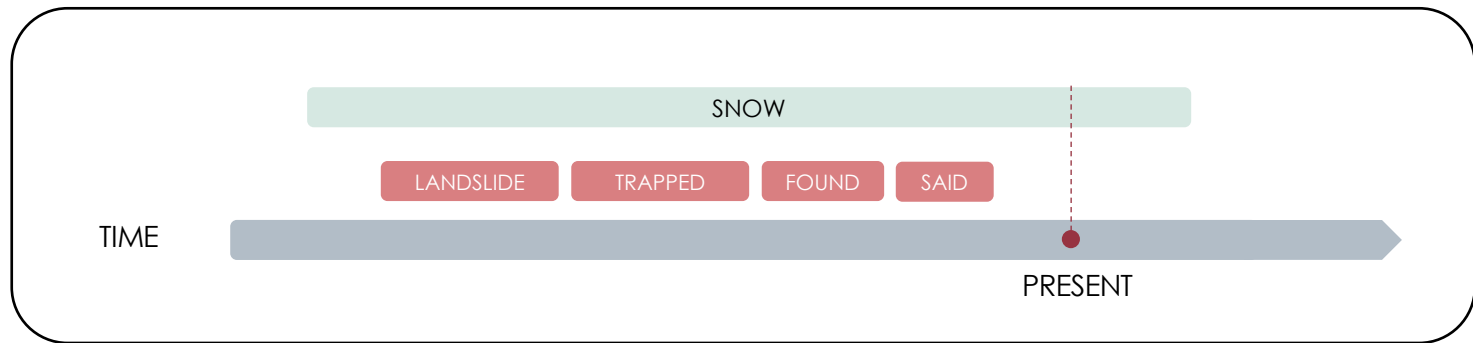 SNOW
LANDSLIDE TRAPPED FOUND SAID
TIME
PRESENT